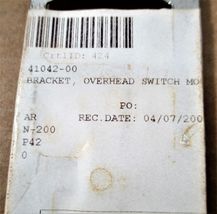 CtrlID: 424
41042-00
BRACKET, OVERHEAD SWITCH MO
PO:
AR REC.DATE: 04/07/200
N-200
P42
0